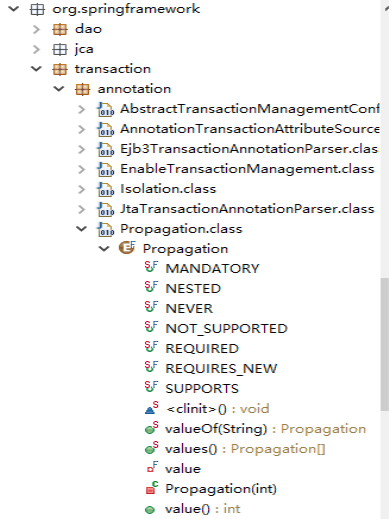 org.springframework
dao
jca
transaction
annotation
AbstractTransactionManagementConf
AnnotationTransactionAttributeSource
Ejb3TransactionAnnotationParser.class
EnableTransactionManagement.class
Isolation.class
JtaTransactionAnnotationParser.class
Propagation.class
Propagation
MANDATORY
NESTED
NEVER
NOT_SUPPORTED
REQUIRED
REQUIRES_NEW
SUPPORTS
<clinit>() : void
valueOf(String) : Propagation
values() : Propagation[]
value
Propagation(int)
value() : int